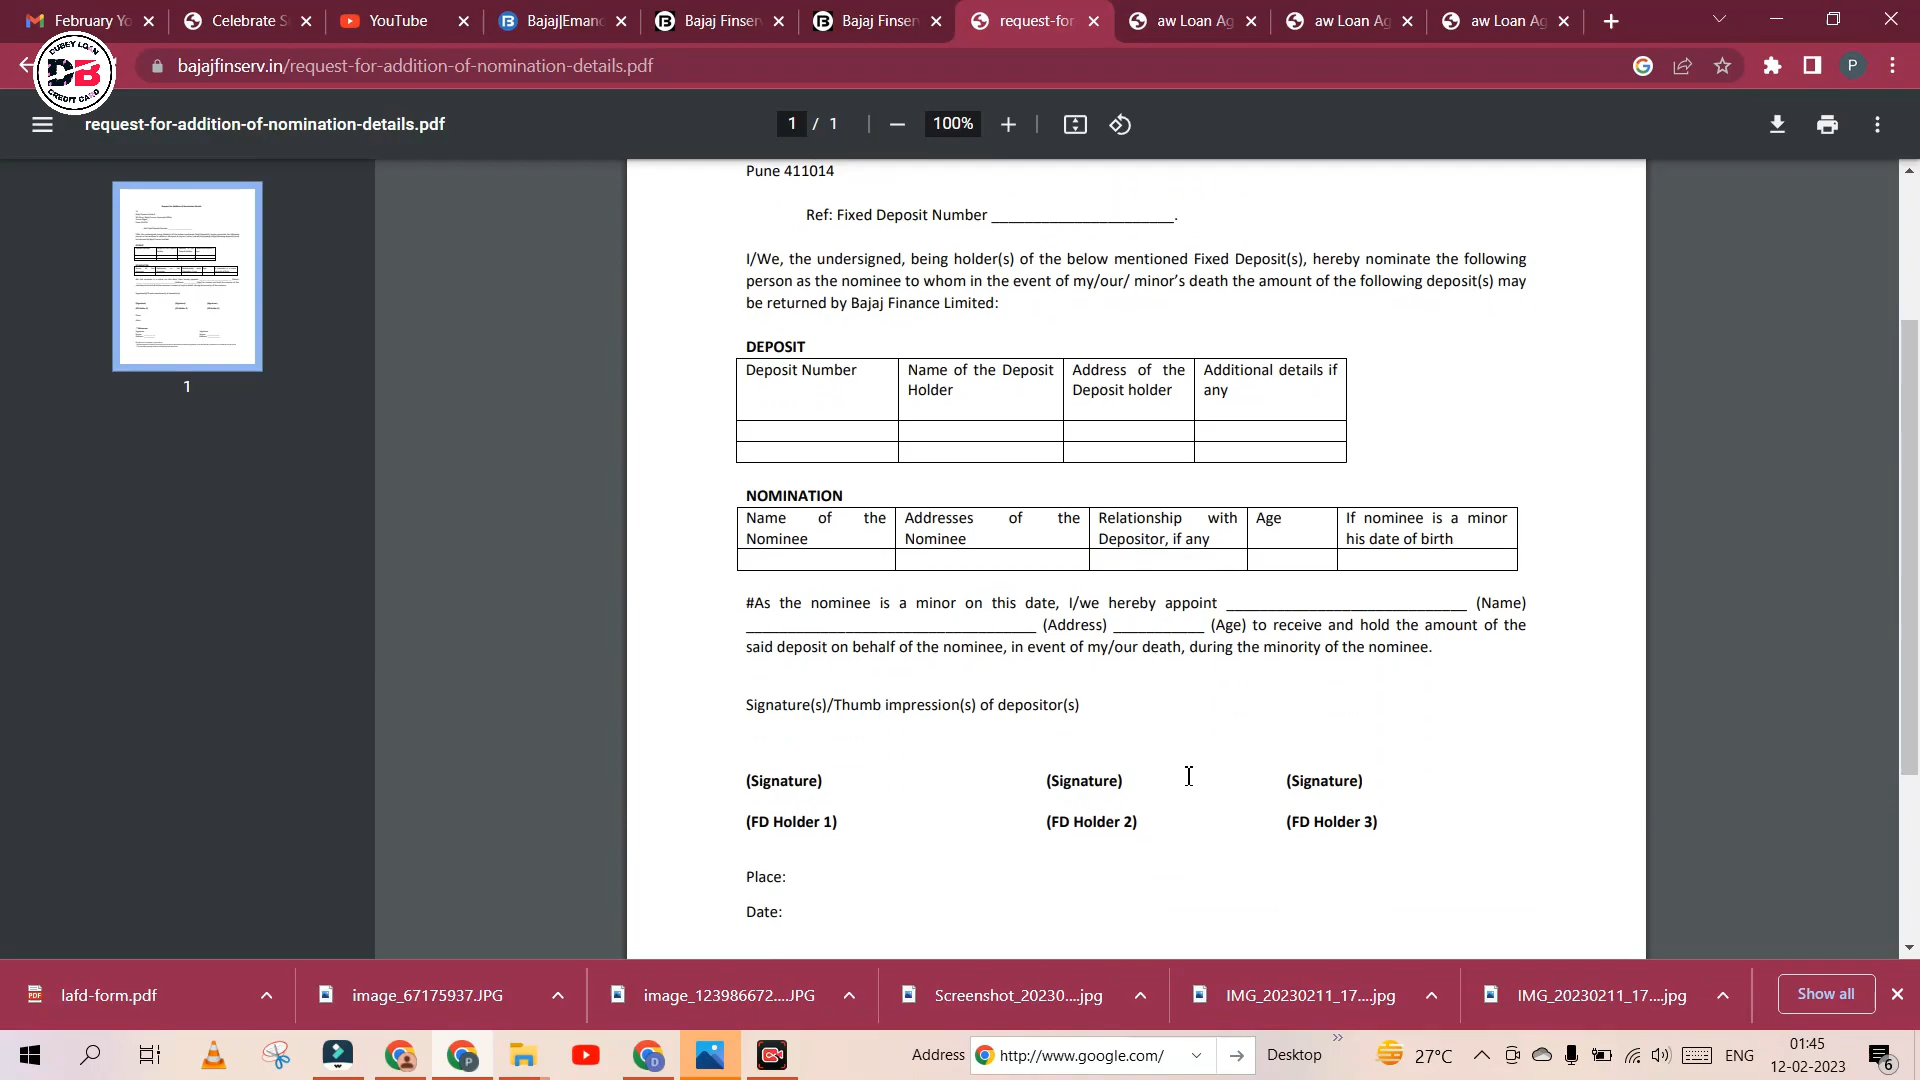 February Yo
Celebrate S
YouTube
Bajaj|Eman
Bajaj Finser
Bajaj Finser
request-for
aw Loan Ag
aw Loan Ag
aw Loan Ag
DUBEY LOAN
DB
CREDIT CARD
bajajfinserv.in/request-for-addition-of-nomination-details.pdf
P
request-for-addition-of-nomination-details.pdf
1 / 1
100%
1
Pune 411014
Ref: Fixed Deposit Number ______________________.
I/We, the undersigned, being holder(s) of the below mentioned Fixed Deposit(s), hereby nominate the following
person as the nominee to whom in the event of my/our/ minor’s death the amount of the following deposit(s) may
be returned by Bajaj Finance Limited:
DEPOSIT
Deposit Number
Name of the Deposit
Holder
Address of the
Deposit holder
Additional details if
any
NOMINATION
Name of the
Nominee
Addresses of the
Nominee
Relationship with
Depositor, if any
Age
If nominee is a minor
his date of birth
#As the nominee is a minor on this date, I/we hereby appoint _____________________________ (Name)
___________________________________ (Address) ___________ (Age) to receive and hold the amount of the
said deposit on behalf of the nominee, in event of my/our death, during the minority of the nominee.
Signature(s)/Thumb impression(s) of depositor(s)
(Signature) (Signature) (Signature)
(FD Holder 1) (FD Holder 2) (FD Holder 3)
Place:
Date:
lafd-form.pdf
image_67175937.JPG
image_123986672....JPG
Screenshot_20230....jpg
IMG_20230211_17....jpg
IMG_20230211_17....jpg
Show all
Address
http://www.google.com/
Desktop
27°C
ENG
01:45
12-02-2023
6